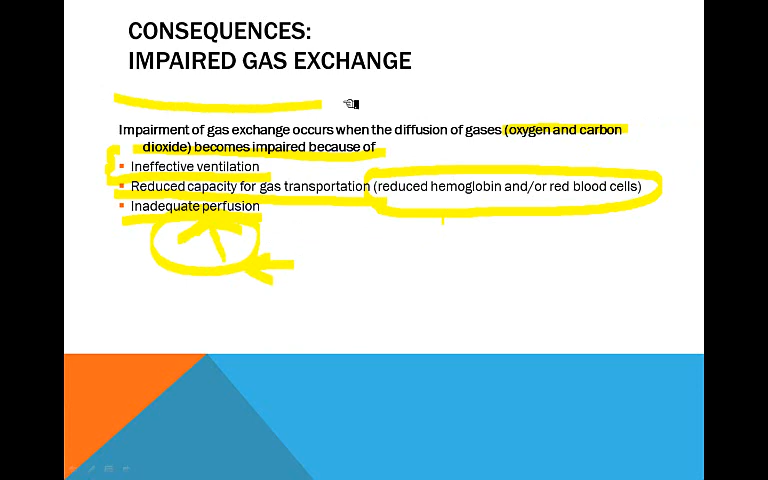 CONSEQUENCES:
IMPAIRED GAS EXCHANGE
Impairment of gas exchange occurs when the diffusion of gases (oxygen and carbon
dioxide) becomes impaired because of
▪ Ineffective ventilation
▪ Reduced capacity for gas transportation (reduced hemoglobin and/or red blood cells)
▪ Inadequate perfusion